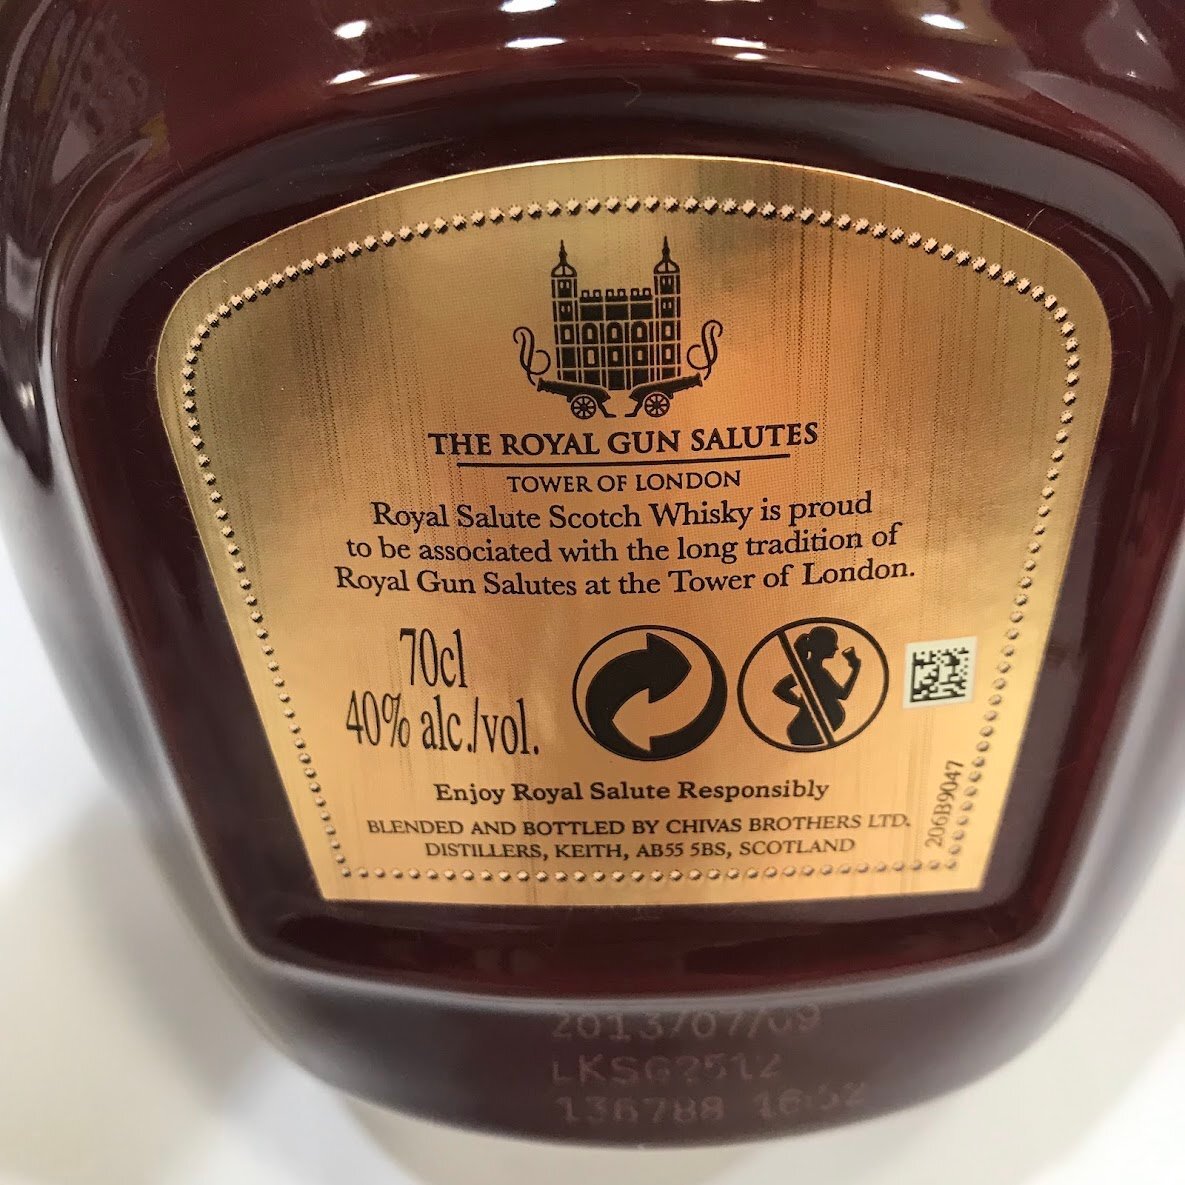 THE ROYAL GUN SALUTES
TOWER OF LONDON
Royal Salute Scotch Whisky is proud
to be associated with the long tradition of
Royal Gun Salutes at the Tower of London.
70cl
40% alc./vol.
Enjoy Royal Salute Responsibly
BLENDED AND BOTTLED BY CHIVAS BROTHERS LTD.
DISTILLERS, KEITH, AB55 5BS, SCOTLAND
206B9047
2013/07/09
LKSG2512
136788 16:52